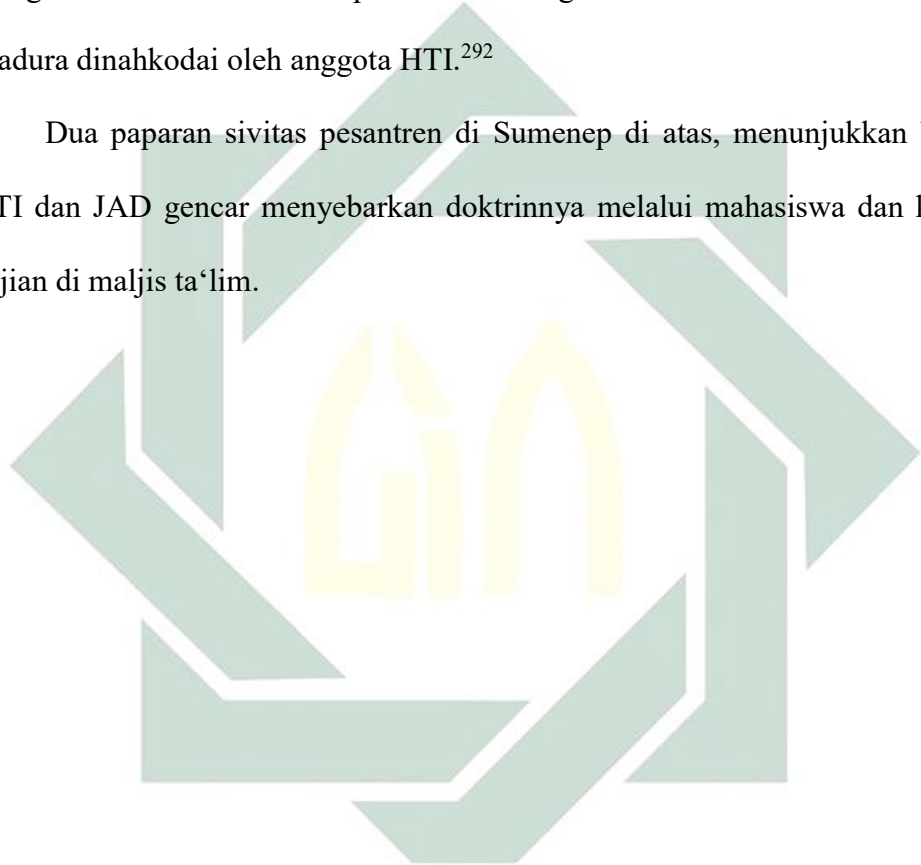 adura dinahkodai oleh anggota HTI.²⁹²
Dua paparan sivitas pesantren di Sumenep di atas, menunjukkan
TI dan JAD gencar menyebarkan doktrinnya melalui mahasiswa dan
jian di maljis ta‘lim.